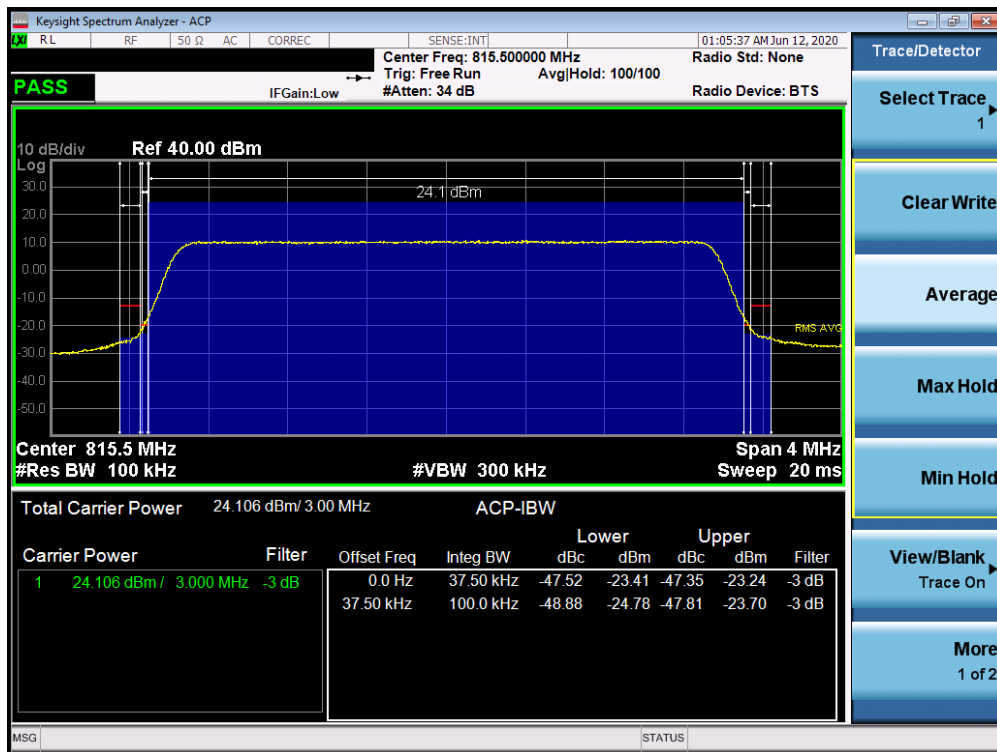 Keysight Spectrum Analyzer - ACP
LXI RL RF 50 Ω AC CORREC SENSE:INT 01:05:37 AM Jun 12, 2020
Center Freq: 815.500000 MHz Radio Std: None
Trig: Free Run Avg|Hold: 100/100
PASS IFGain:Low #Atten: 34 dB Radio Device: BTS
10 dB/div Ref 40.00 dBm
Log
30.0
24.1 dBm
20.0
10.0
0.00
-10.0
-20.0
RMS AVG
-30.0
-40.0
-50.0
Center 815.5 MHz Span 4 MHz
#Res BW 100 kHz #VBW 300 kHz Sweep 20 ms
Total Carrier Power 24.106 dBm/ 3.00 MHz ACP-IBW
Lower Upper
Carrier Power Filter Offset Freq Integ BW dBc dBm dBc dBm Filter
1 24.106 dBm / 3.000 MHz -3 dB 0.0 Hz 37.50 kHz -47.52 -23.41 -47.35 -23.24 -3 dB
37.50 kHz 100.0 kHz -48.88 -24.78 -47.81 -23.70 -3 dB
MSG STATUS
Trace/Detector
Select Trace
1
Clear Write
Average
Max Hold
Min Hold
View/Blank
Trace On
More
1 of 2